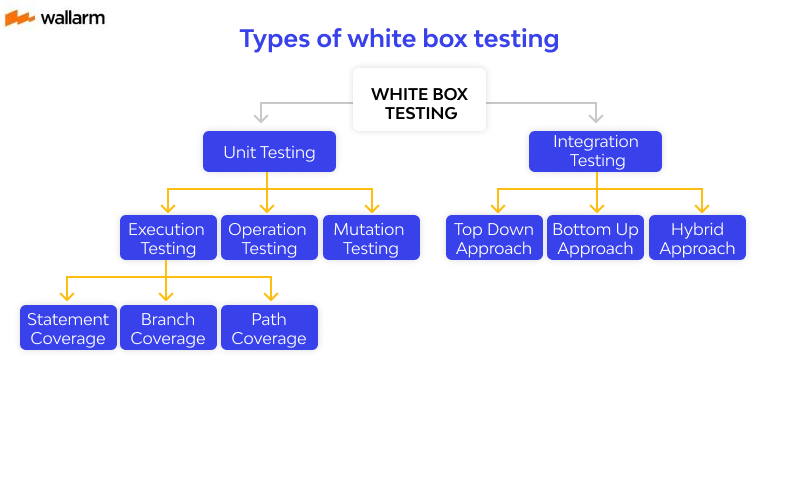 wallarm
Types of white box testing
WHITE BOX
TESTING
Unit Testing
Integration
Testing
Execution
Testing
Operation
Testing
Mutation
Testing
Top Down
Approach
Bottom Up
Approach
Hybrid
Approach
Statement
Coverage
Branch
Coverage
Path
Coverage